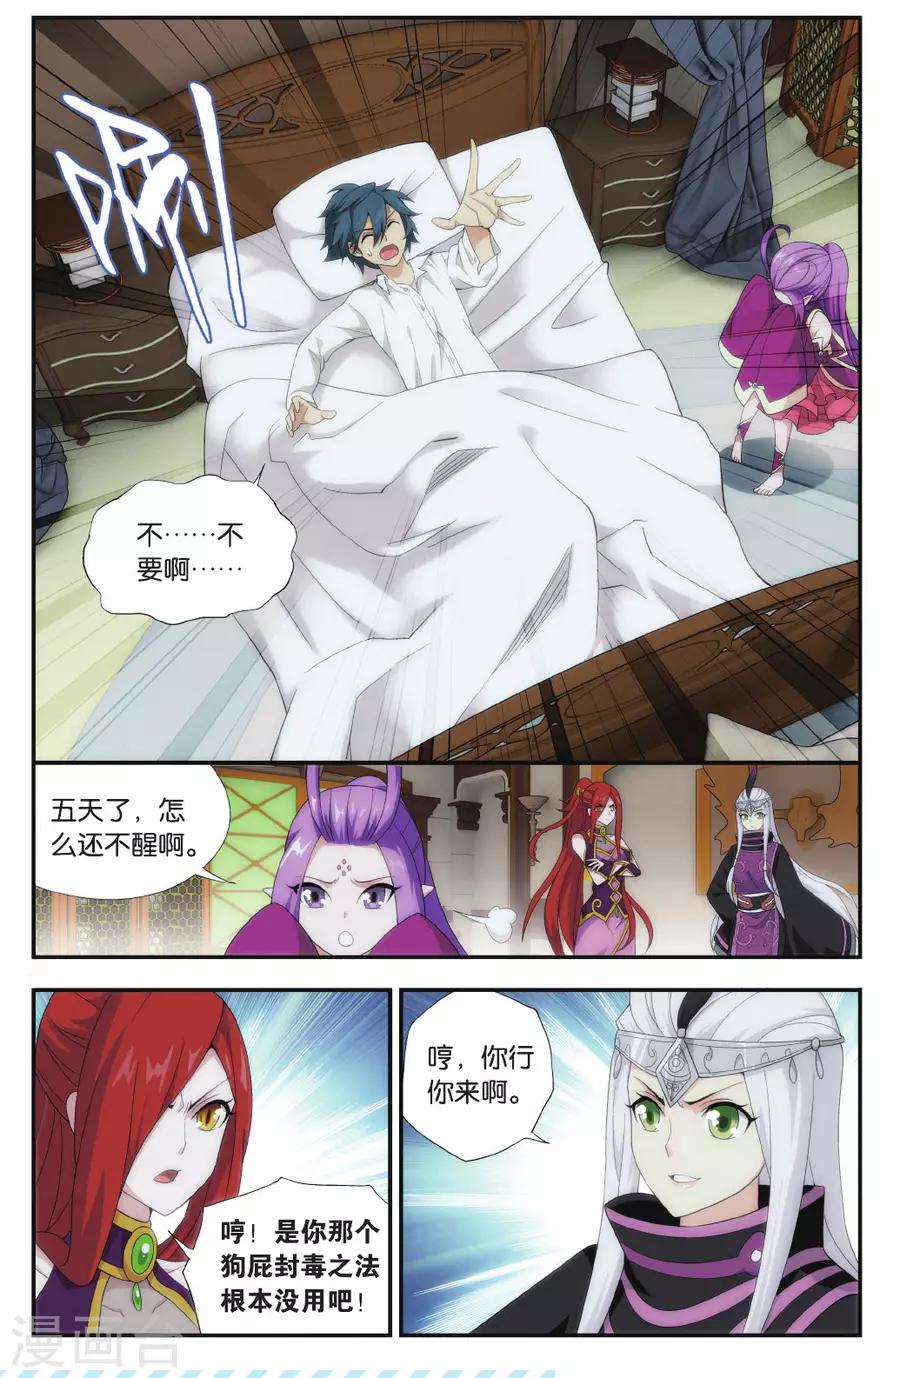 不……不
要啊……
五天了，怎
么还不醒啊。
哼！是你那个
狗屁封毒之法
根本没用吧！
哼，你行
你来啊。
漫画台